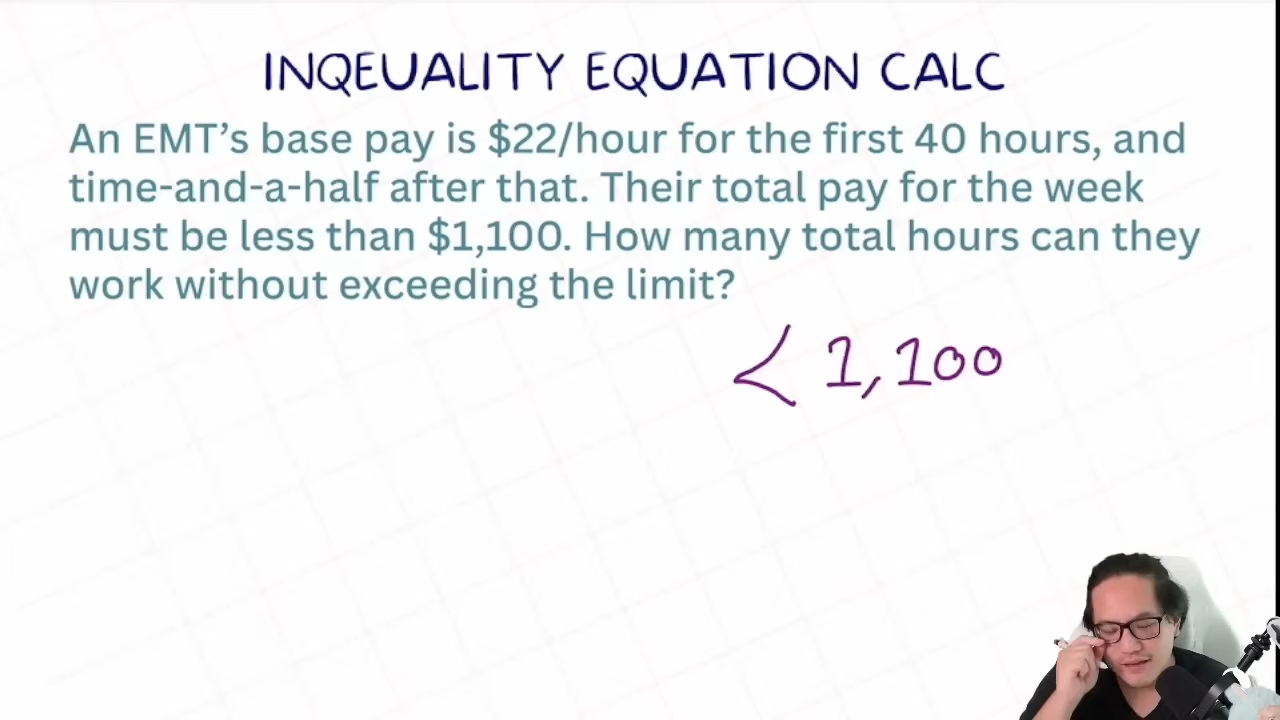 INQEUALITY EQUATION CALC
An EMT's base pay is $22/hour for the first 40 hours, and
time-and-a-half after that. Their total pay for the week
must be less than $1,100. How many total hours can they
work without exceeding the limit?
< 1,100